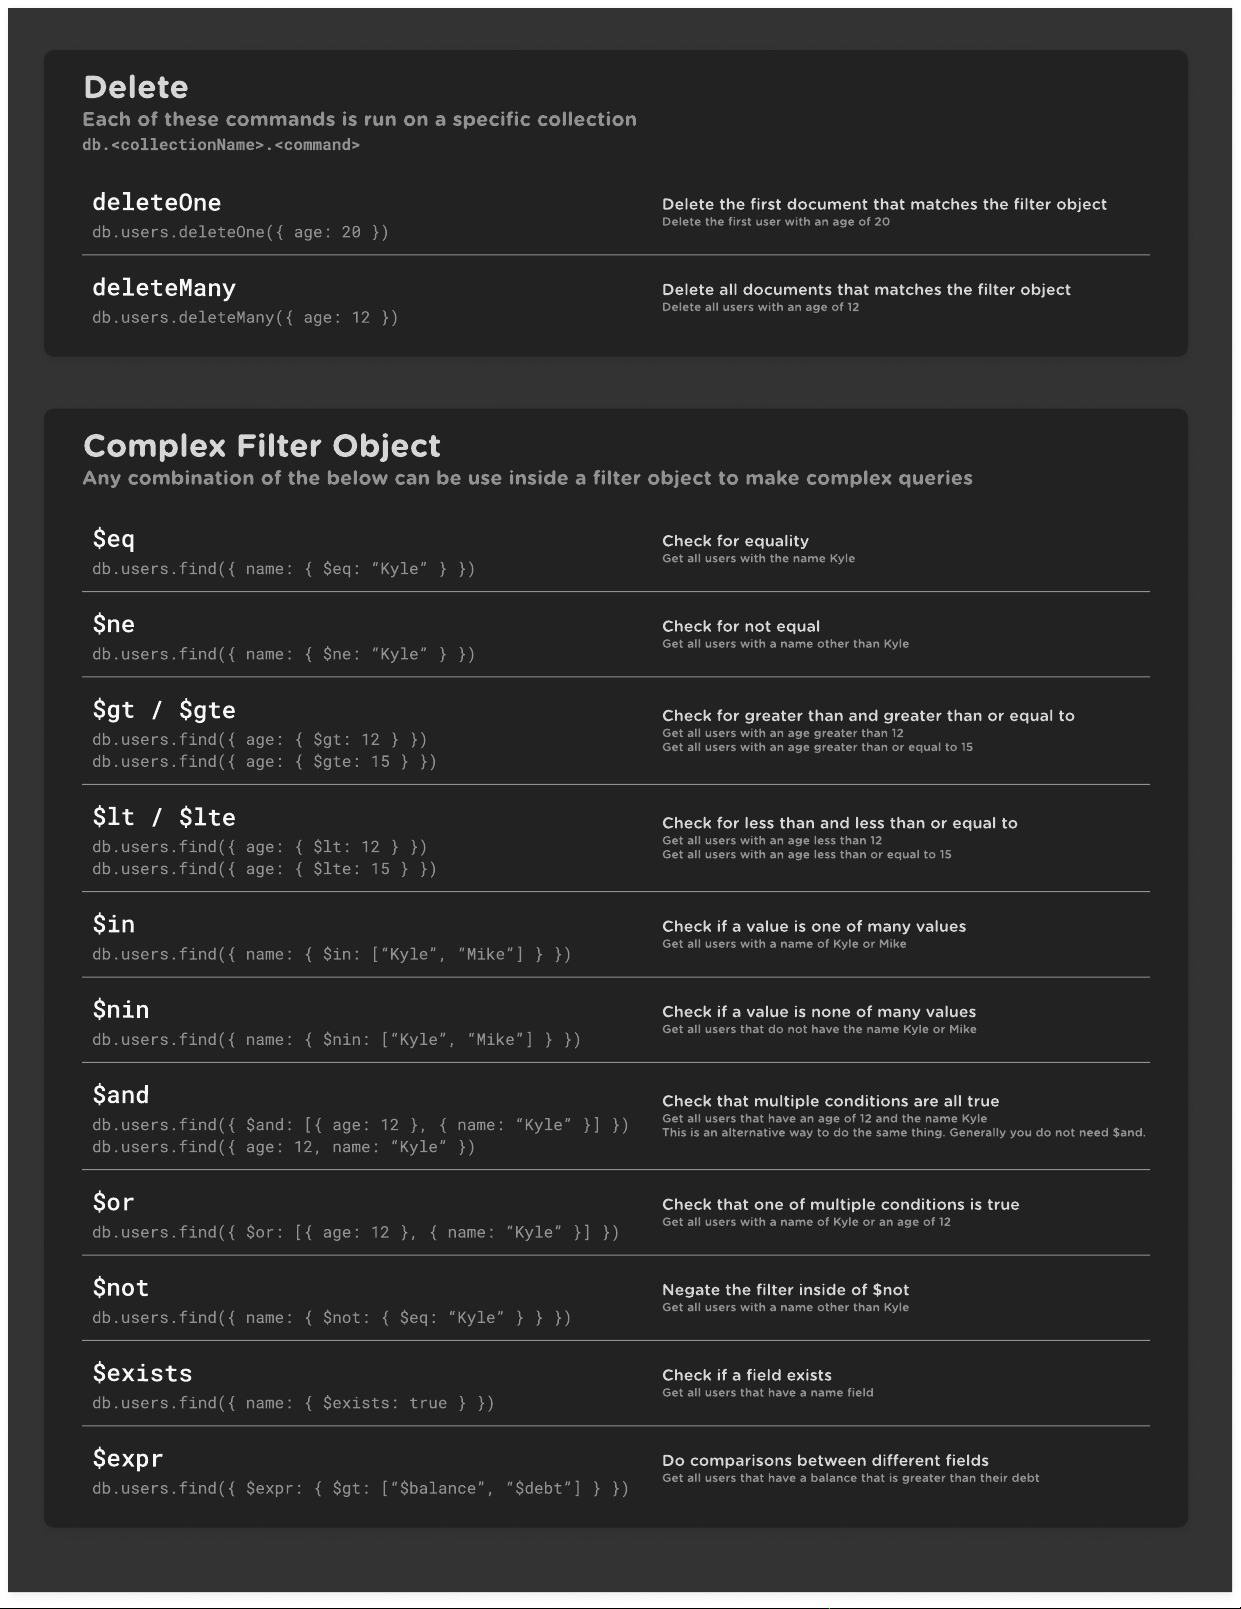 Delete
Each of these commands is run on a specific collection
db.<collectionName>.<command>
deleteOne
db.users.deleteOne({ age: 20 })
Delete the first document that matches the filter object
Delete the first user with an age of 20
deleteMany
db.users.deleteMany({ age: 12 })
Delete all documents that matches the filter object
Delete all users with an age of 12
Complex Filter Object
Any combination of the below can be use inside a filter object to make complex queries
$eq
db.users.find({ name: { $eq: “Kyle” } })
Check for equality
Get all users with the name Kyle
$ne
db.users.find({ name: { $ne: “Kyle” } })
Check for not equal
Get all users with a name other than Kyle
$gt / $gte
db.users.find({ age: { $gt: 12 } })
db.users.find({ age: { $gte: 15 } })
Check for greater than and greater than or equal to
Get all users with an age greater than 12
Get all users with an age greater than or equal to 15
$lt / $lte
db.users.find({ age: { $lt: 12 } })
db.users.find({ age: { $lte: 15 } })
Check for less than and less than or equal to
Get all users with an age less than 12
Get all users with an age less than or equal to 15
$in
db.users.find({ name: { $in: [“Kyle”, “Mike”] } })
Check if a value is one of many values
Get all users with a name of Kyle or Mike
$nin
db.users.find({ name: { $nin: [“Kyle”, “Mike”] } })
Check if a value is none of many values
Get all users that do not have the name Kyle or Mike
$and
db.users.find({ $and: [{ age: 12 }, { name: “Kyle” }] })
db.users.find({ age: 12, name: “Kyle” })
Check that multiple conditions are all true
Get all users that have an age of 12 and the name Kyle
This is an alternative way to do the same thing. Generally you do not need $and.
$or
db.users.find({ $or: [{ age: 12 }, { name: “Kyle” }] })
Check that one of multiple conditions is true
Get all users with a name of Kyle or an age of 12
$not
db.users.find({ name: { $not: { $eq: “Kyle” } } })
Negate the filter inside of $not
Get all users with a name other than Kyle
$exists
db.users.find({ name: { $exists: true } })
Check if a field exists
Get all users that have a name field
$expr
db.users.find({ $expr: { $gt: [“$balance”, “$debt”] } })
Do comparisons between different fields
Get all users that have a balance that is greater than their debt